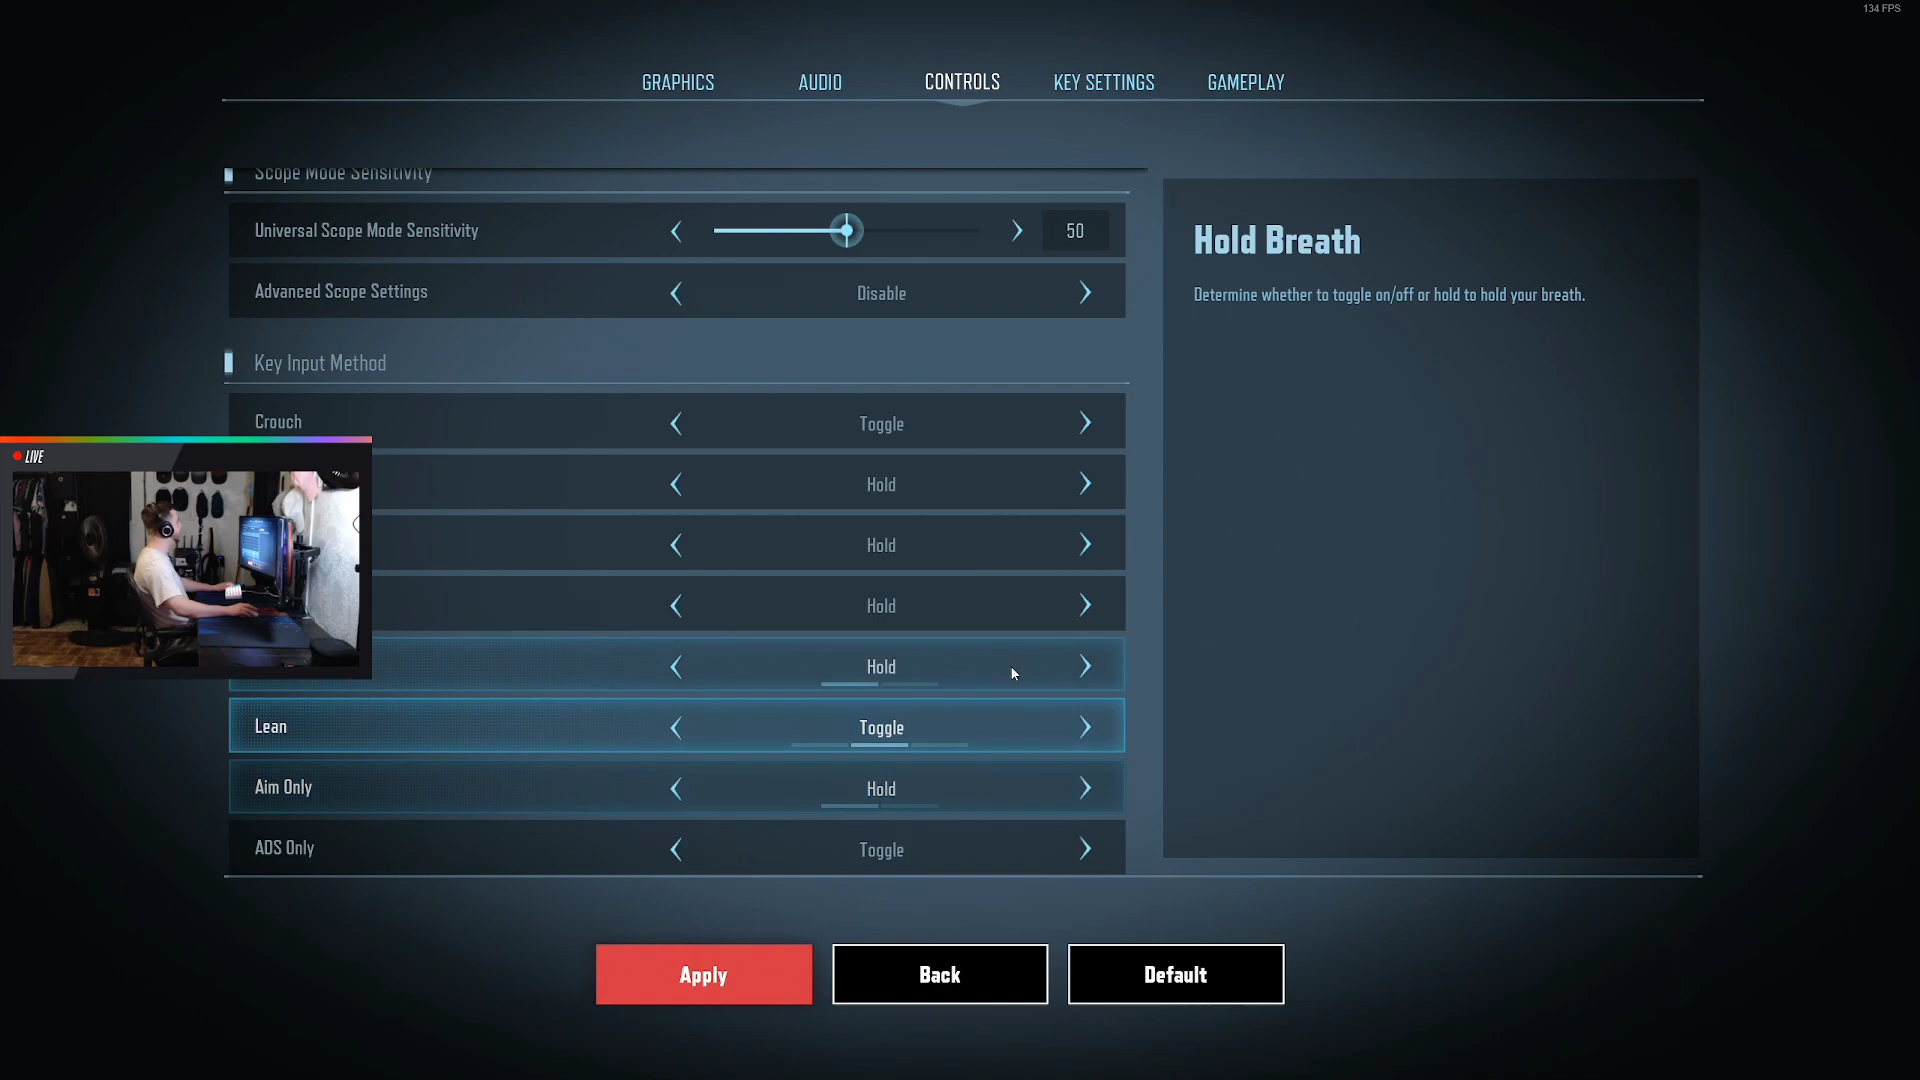 134 FPS
GRAPHICS
AUDIO
CONTROLS
KEY SETTINGS
GAMEPLAY
Scope Mode Sensitivity
Universal Scope Mode Sensitivity
50
Advanced Scope Settings
Disable
Key Input Method
Crouch
Toggle
Hold
Hold
Hold
Hold
Lean
Toggle
Aim Only
Hold
ADS Only
Toggle
LIVE
Hold Breath
Determine whether to toggle on/off or hold to hold your breath.
Apply
Back
Default